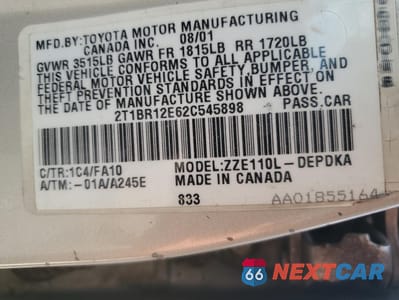 MFD.BY:TOYOTA MOTOR MANUFACTURING
CANADA INC. 08/01
GVWR 3515LB GAWR FR 1815LB RR 1720LB
THIS VEHICLE CONFORMS TO ALL APPLICABLE
FEDERAL MOTOR VEHICLE SAFETY, BUMPER, AND
THEFT PREVENTION STANDARDS IN EFFECT ON
THE DATE OF MANUFACTURE SHOWN ABOVE.
2T1BR12E62C545898 PASS.CAR
C/TR:1C4/FA10 MODEL:ZZE110L-DEPDKA
A/TM:-01A/A245E MADE IN CANADA
833 AA01855164
66 NEXTCAR